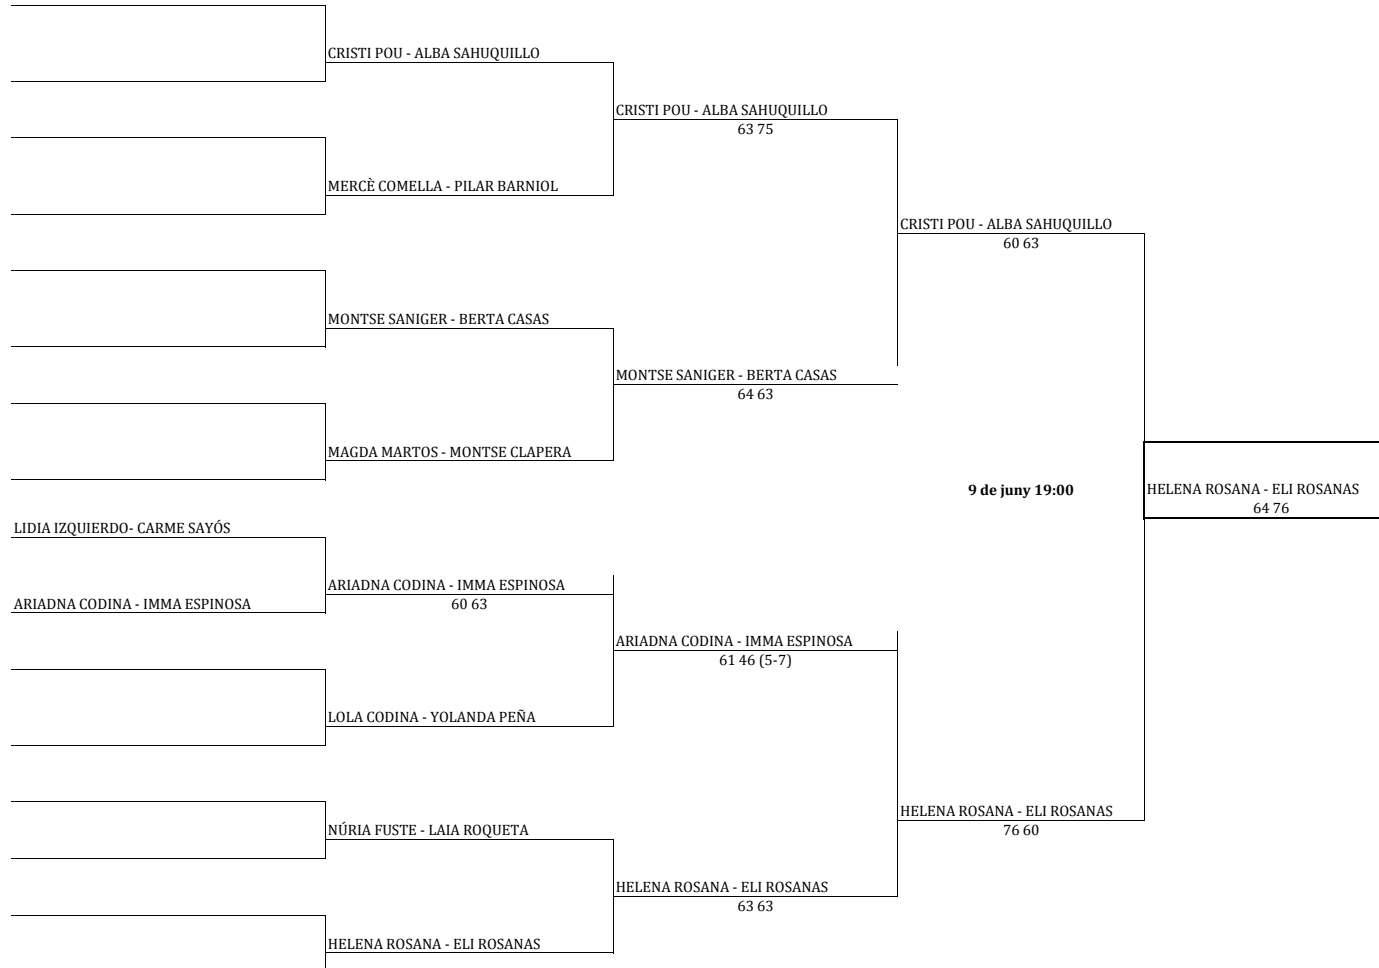 CRISTI POU - ALBA SAHUQUILLO
CRISTI POU - ALBA SAHUQUILLO
63 75
MERCÈ COMELLA - PILAR BARNIOL
CRISTI POU - ALBA SAHUQUILLO
60 63
MONTSE SANIGER - BERTA CASAS
MONTSE SANIGER - BERTA CASAS
64 63
MAGDA MARTOS - MONTSE CLAPERA
9 de juny 19:00
HELENA ROSANA - ELI ROSANAS
64 76
LIDIA IZQUIERDO- CARME SAYÓS
ARIADNA CODINA - IMMA ESPINOSA
60 63
ARIADNA CODINA - IMMA ESPINOSA
ARIADNA CODINA - IMMA ESPINOSA
61 46 (5-7)
LOLA CODINA - YOLANDA PEÑA
HELENA ROSANA - ELI ROSANAS
76 60
NÚRIA FUSTE - LAIA ROQUETA
HELENA ROSANA - ELI ROSANAS
63 63
HELENA ROSANA - ELI ROSANAS